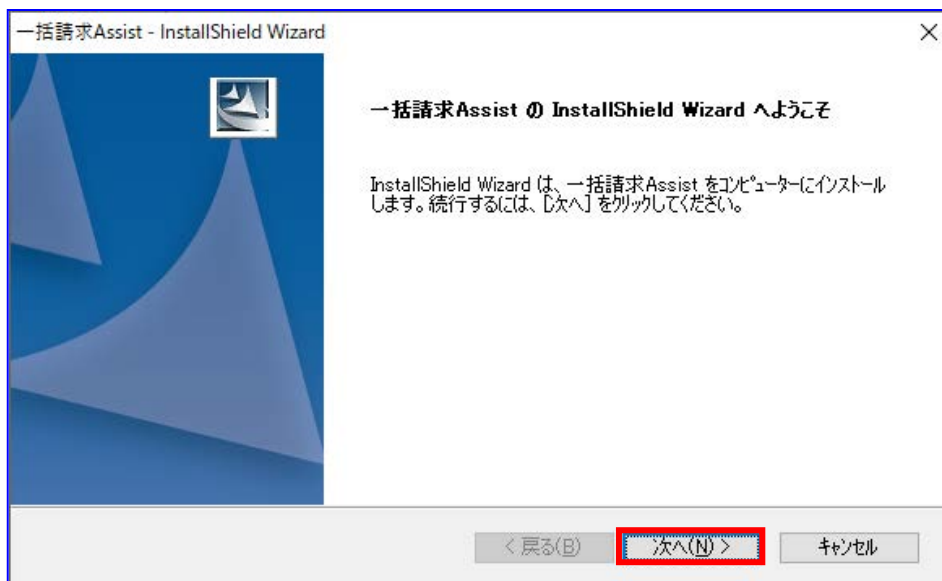 一括請求Assist - InstallShield Wizard
一括請求Assist の InstallShield Wizard へようこそ
InstallShield Wizard は、一括請求Assist をｺﾝﾋﾟｭｰﾀｰにｲﾝｽﾄｰﾙ
します。続行するには、[次へ] をｸﾘｯｸしてください。
< 戻る(B)
次へ(N) >
ｷｬﾝｾﾙ